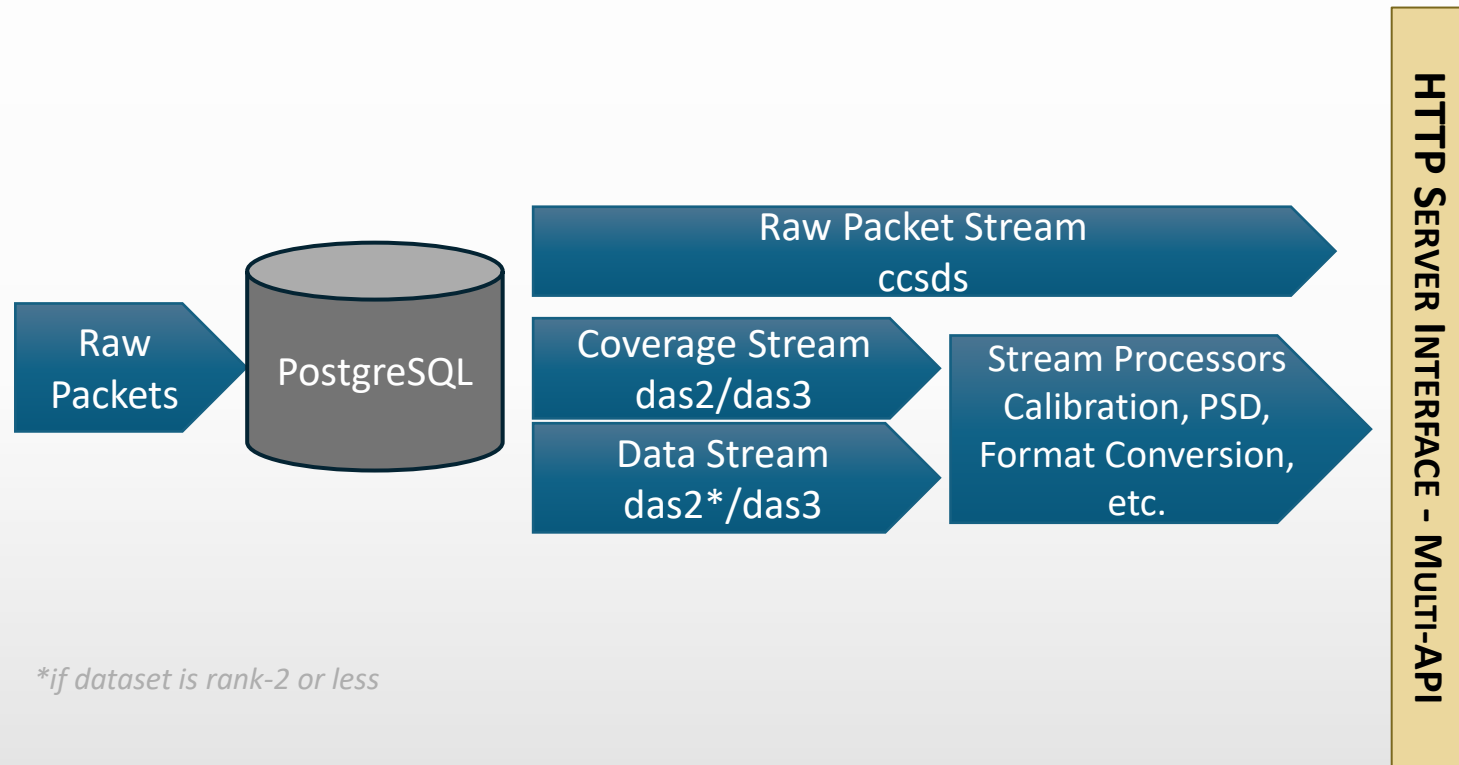 Raw
Packets
PostgreSQL
Raw Packet Stream
ccsds
Coverage Stream
das2/das3
Data Stream
das2*/das3
Stream Processors
Calibration, PSD,
Format Conversion,
etc.
HTTP SERVER INTERFACE - MULTI-API
*if dataset is rank-2 or less